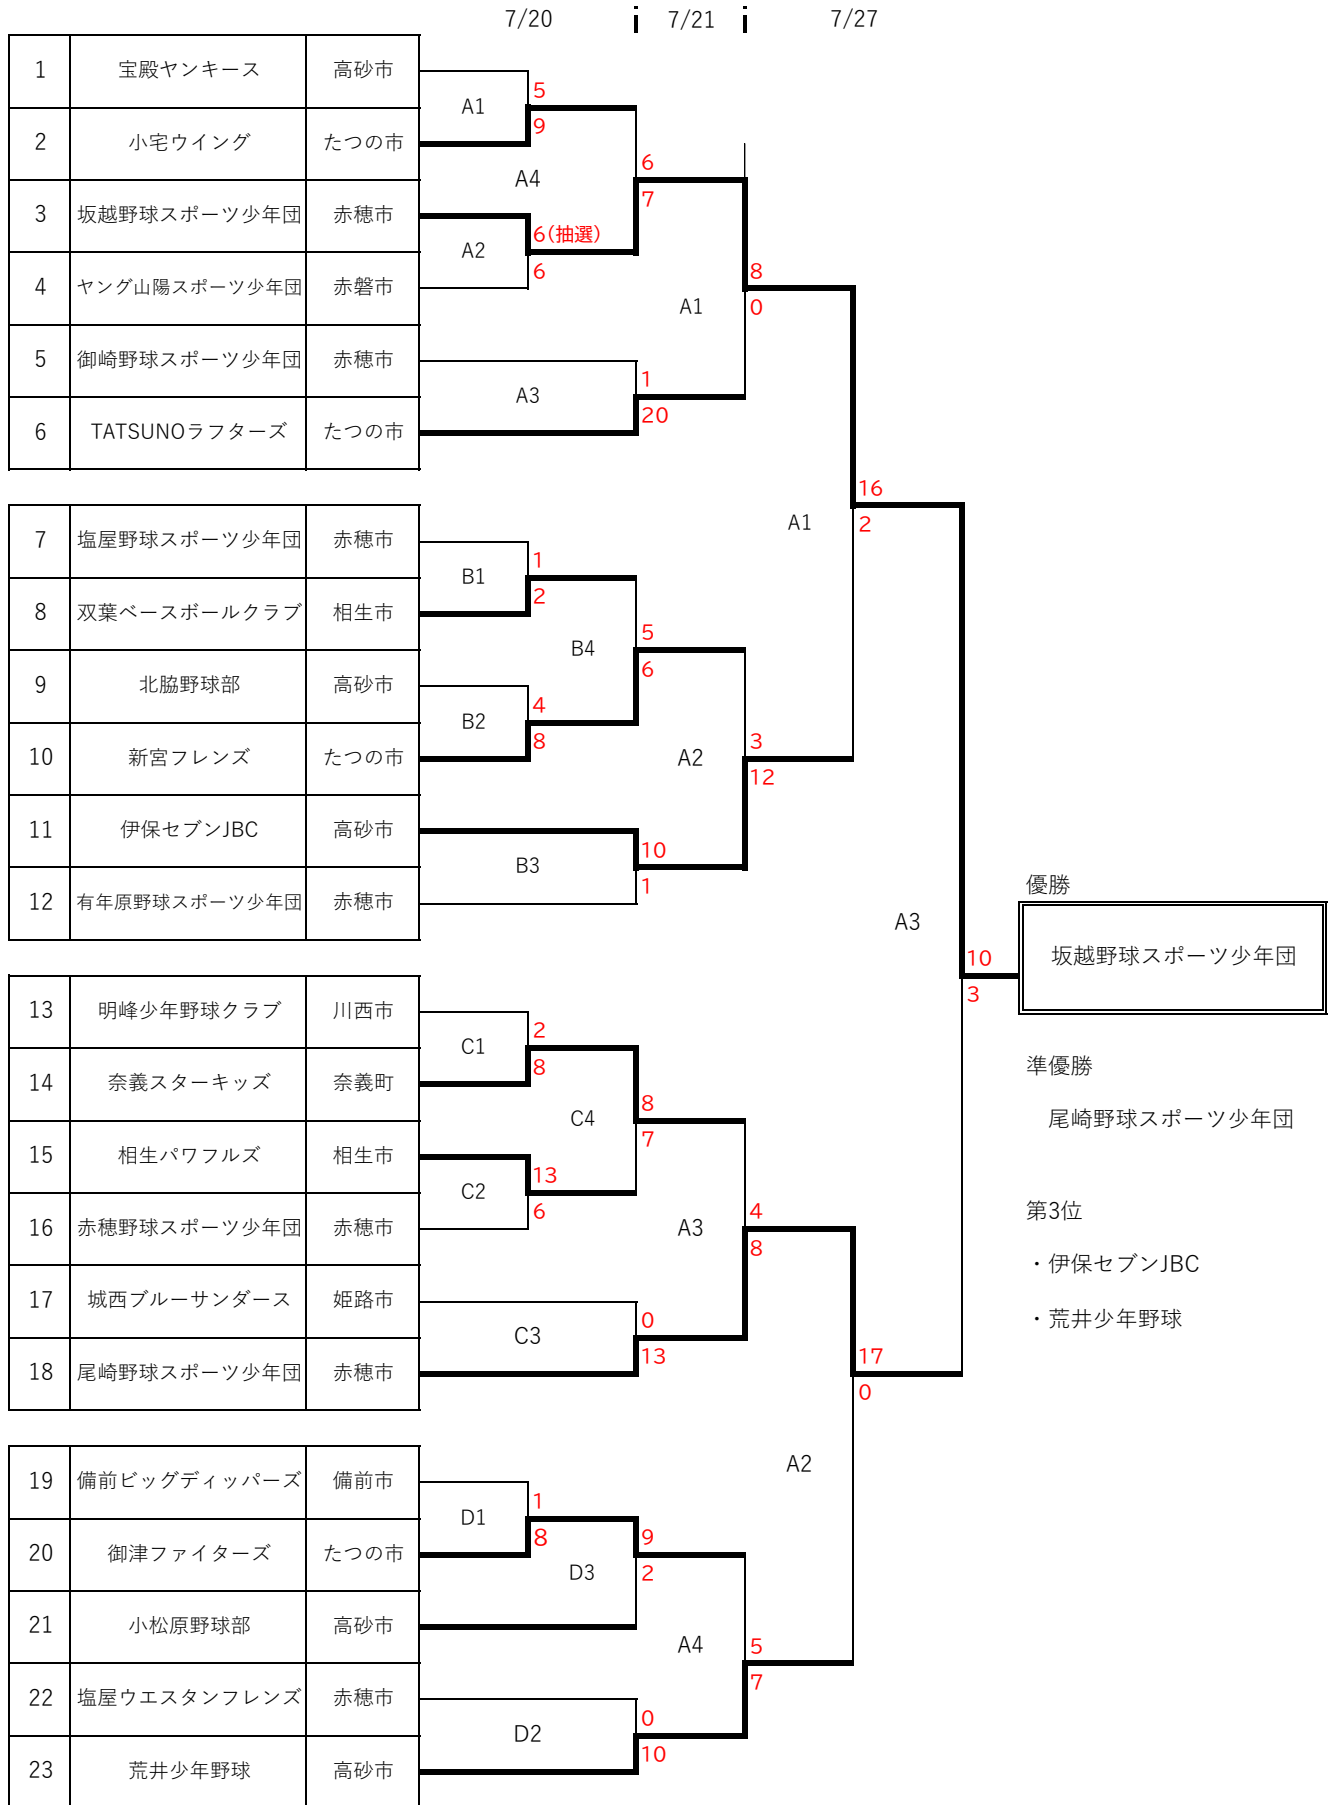 7/20 7/21 7/27
1 宝殿ヤンキース 高砂市
5
A1
9
2 小宅ウイング たつの市
6
A4
7
3 坂越野球スポーツ少年団 赤穂市
6(抽選)
A2
6
8
4 ヤング山陽スポーツ少年団 赤磐市
A1
0
5 御崎野球スポーツ少年団 赤穂市
1
A3
20
6 TATSUNOラフターズ たつの市
16
A1
2
7 塩屋野球スポーツ少年団 赤穂市
1
B1
2
8 双葉ベースボールクラブ 相生市
5
B4
6
9 北脇野球部 高砂市
4
B2
8
3
10 新宮フレンズ たつの市
A2
12
11 伊保セブンJBC 高砂市
10
B3
1
12 有年原野球スポーツ少年団 赤穂市
優勝
A3
坂越野球スポーツ少年団
10
3
13 明峰少年野球クラブ 川西市
2
C1
8
準優勝
14 奈義スターキッズ 奈義町
8
C4
尾崎野球スポーツ少年団
7
15 相生パワフルズ 相生市
13
C2
6
4
第3位
16 赤穂野球スポーツ少年団 赤穂市
A3
8
・伊保セブンJBC
17 城西ブルーサンダース 姫路市
0
・荒井少年野球
C3
13
17
18 尾崎野球スポーツ少年団 赤穂市
0
A2
19 備前ビッグディッパーズ 備前市
1
D1
8
9
20 御津ファイターズ たつの市
D3
2
21 小松原野球部 高砂市
5
A4
7
22 塩屋ウエスタンフレンズ 赤穂市
0
D2
10
23 荒井少年野球 高砂市